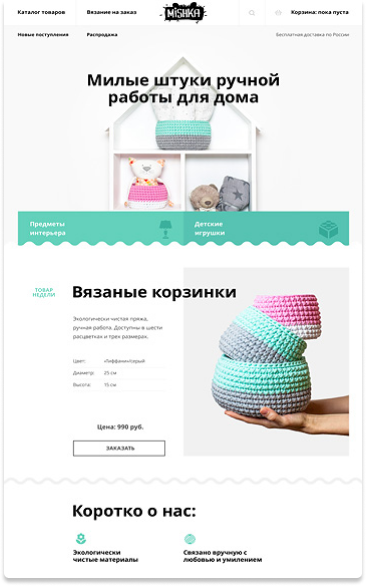 Каталог товаров
Вязание на заказ
MiSHKA
Корзина: пока пуста
Новые поступления
Распродажа
Бесплатная доставка по России
Милые штуки ручной
работы для дома
Предметы
интерьера
Детские
игрушки
ТОВАР
НЕДЕЛИ
Вязаные корзинки
Экологически чистая пряжа,
ручная работа. Доступны в шести
расцветках и трех размерах.
Цвет: «Тиффани»/серый
Диаметр: 25 см
Высота: 15 см
Цена: 990 руб.
ЗАКАЗАТЬ
Коротко о нас:
Экологически
чистые материалы
Связано вручную с
любовью и умилением